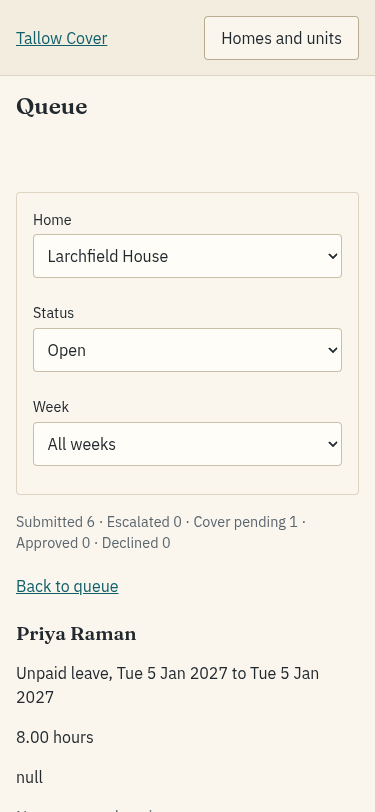 Tallow Cover
Homes and units
Queue
Home
Larchfield House
Status
Open
Week
All weeks
Submitted 6 · Escalated 0 · Cover pending 1 ·
Approved 0 · Declined 0
Back to queue
Priya Raman
Unpaid leave, Tue 5 Jan 2027 to Tue 5 Jan
2027
8.00 hours
null